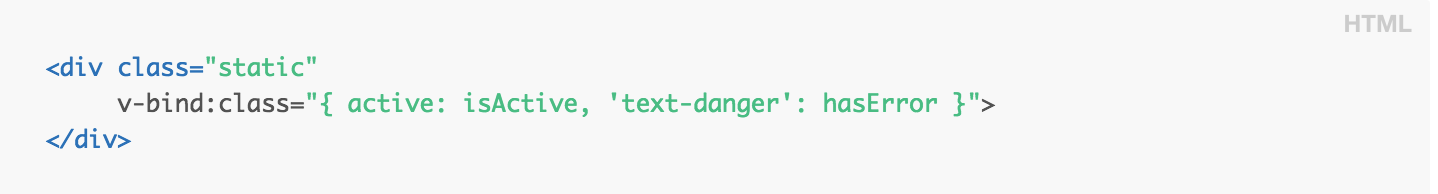 HTML
<div class="static"
     v-bind:class="{ active: isActive, 'text-danger': hasError }">
</div>